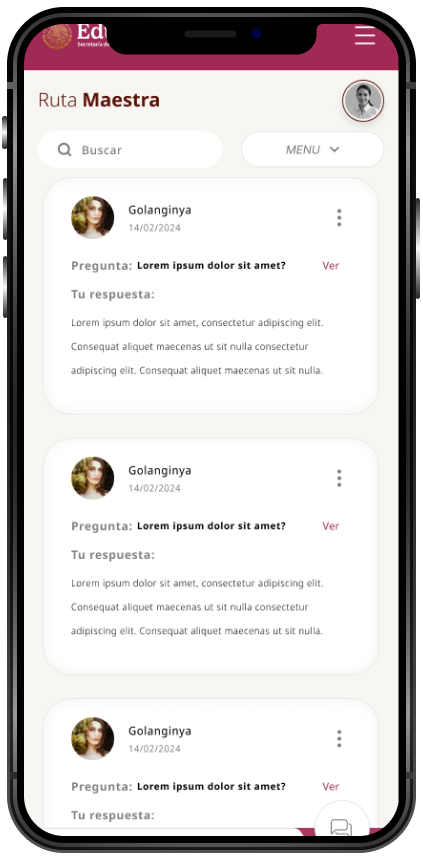 Edu
Secretaría de
Ruta Maestra
Buscar
MENU
Golanginya
14/02/2024
Pregunta: Lorem ipsum dolor sit amet? Ver
Tu respuesta:
Lorem ipsum dolor sit amet, consectetur adipiscing elit.
Consequat aliquet maecenas ut sit nulla consectetur
adipiscing elit. Consequat aliquet maecenas ut sit nulla.
Golanginya
14/02/2024
Pregunta: Lorem ipsum dolor sit amet? Ver
Tu respuesta:
Lorem ipsum dolor sit amet, consectetur adipiscing elit.
Consequat aliquet maecenas ut sit nulla consectetur
adipiscing elit. Consequat aliquet maecenas ut sit nulla.
Golanginya
14/02/2024
Pregunta: Lorem ipsum dolor sit amet? Ver
Tu respuesta: